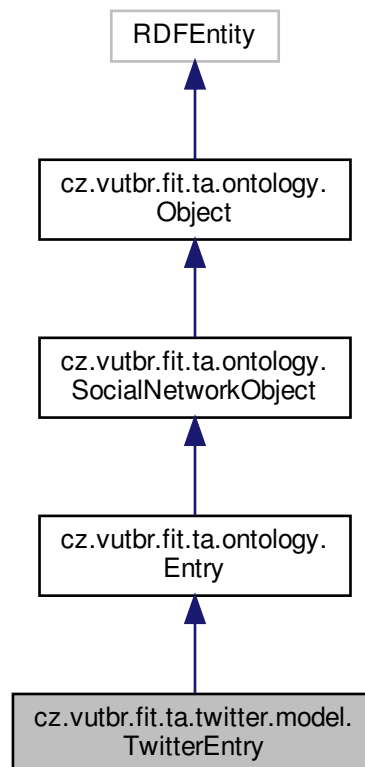 RDFEntity
cz.vutbr.fit.ta.ontology.
Object
cz.vutbr.fit.ta.ontology.
SocialNetworkObject
cz.vutbr.fit.ta.ontology.
Entry
cz.vutbr.fit.ta.twitter.model.
TwitterEntry